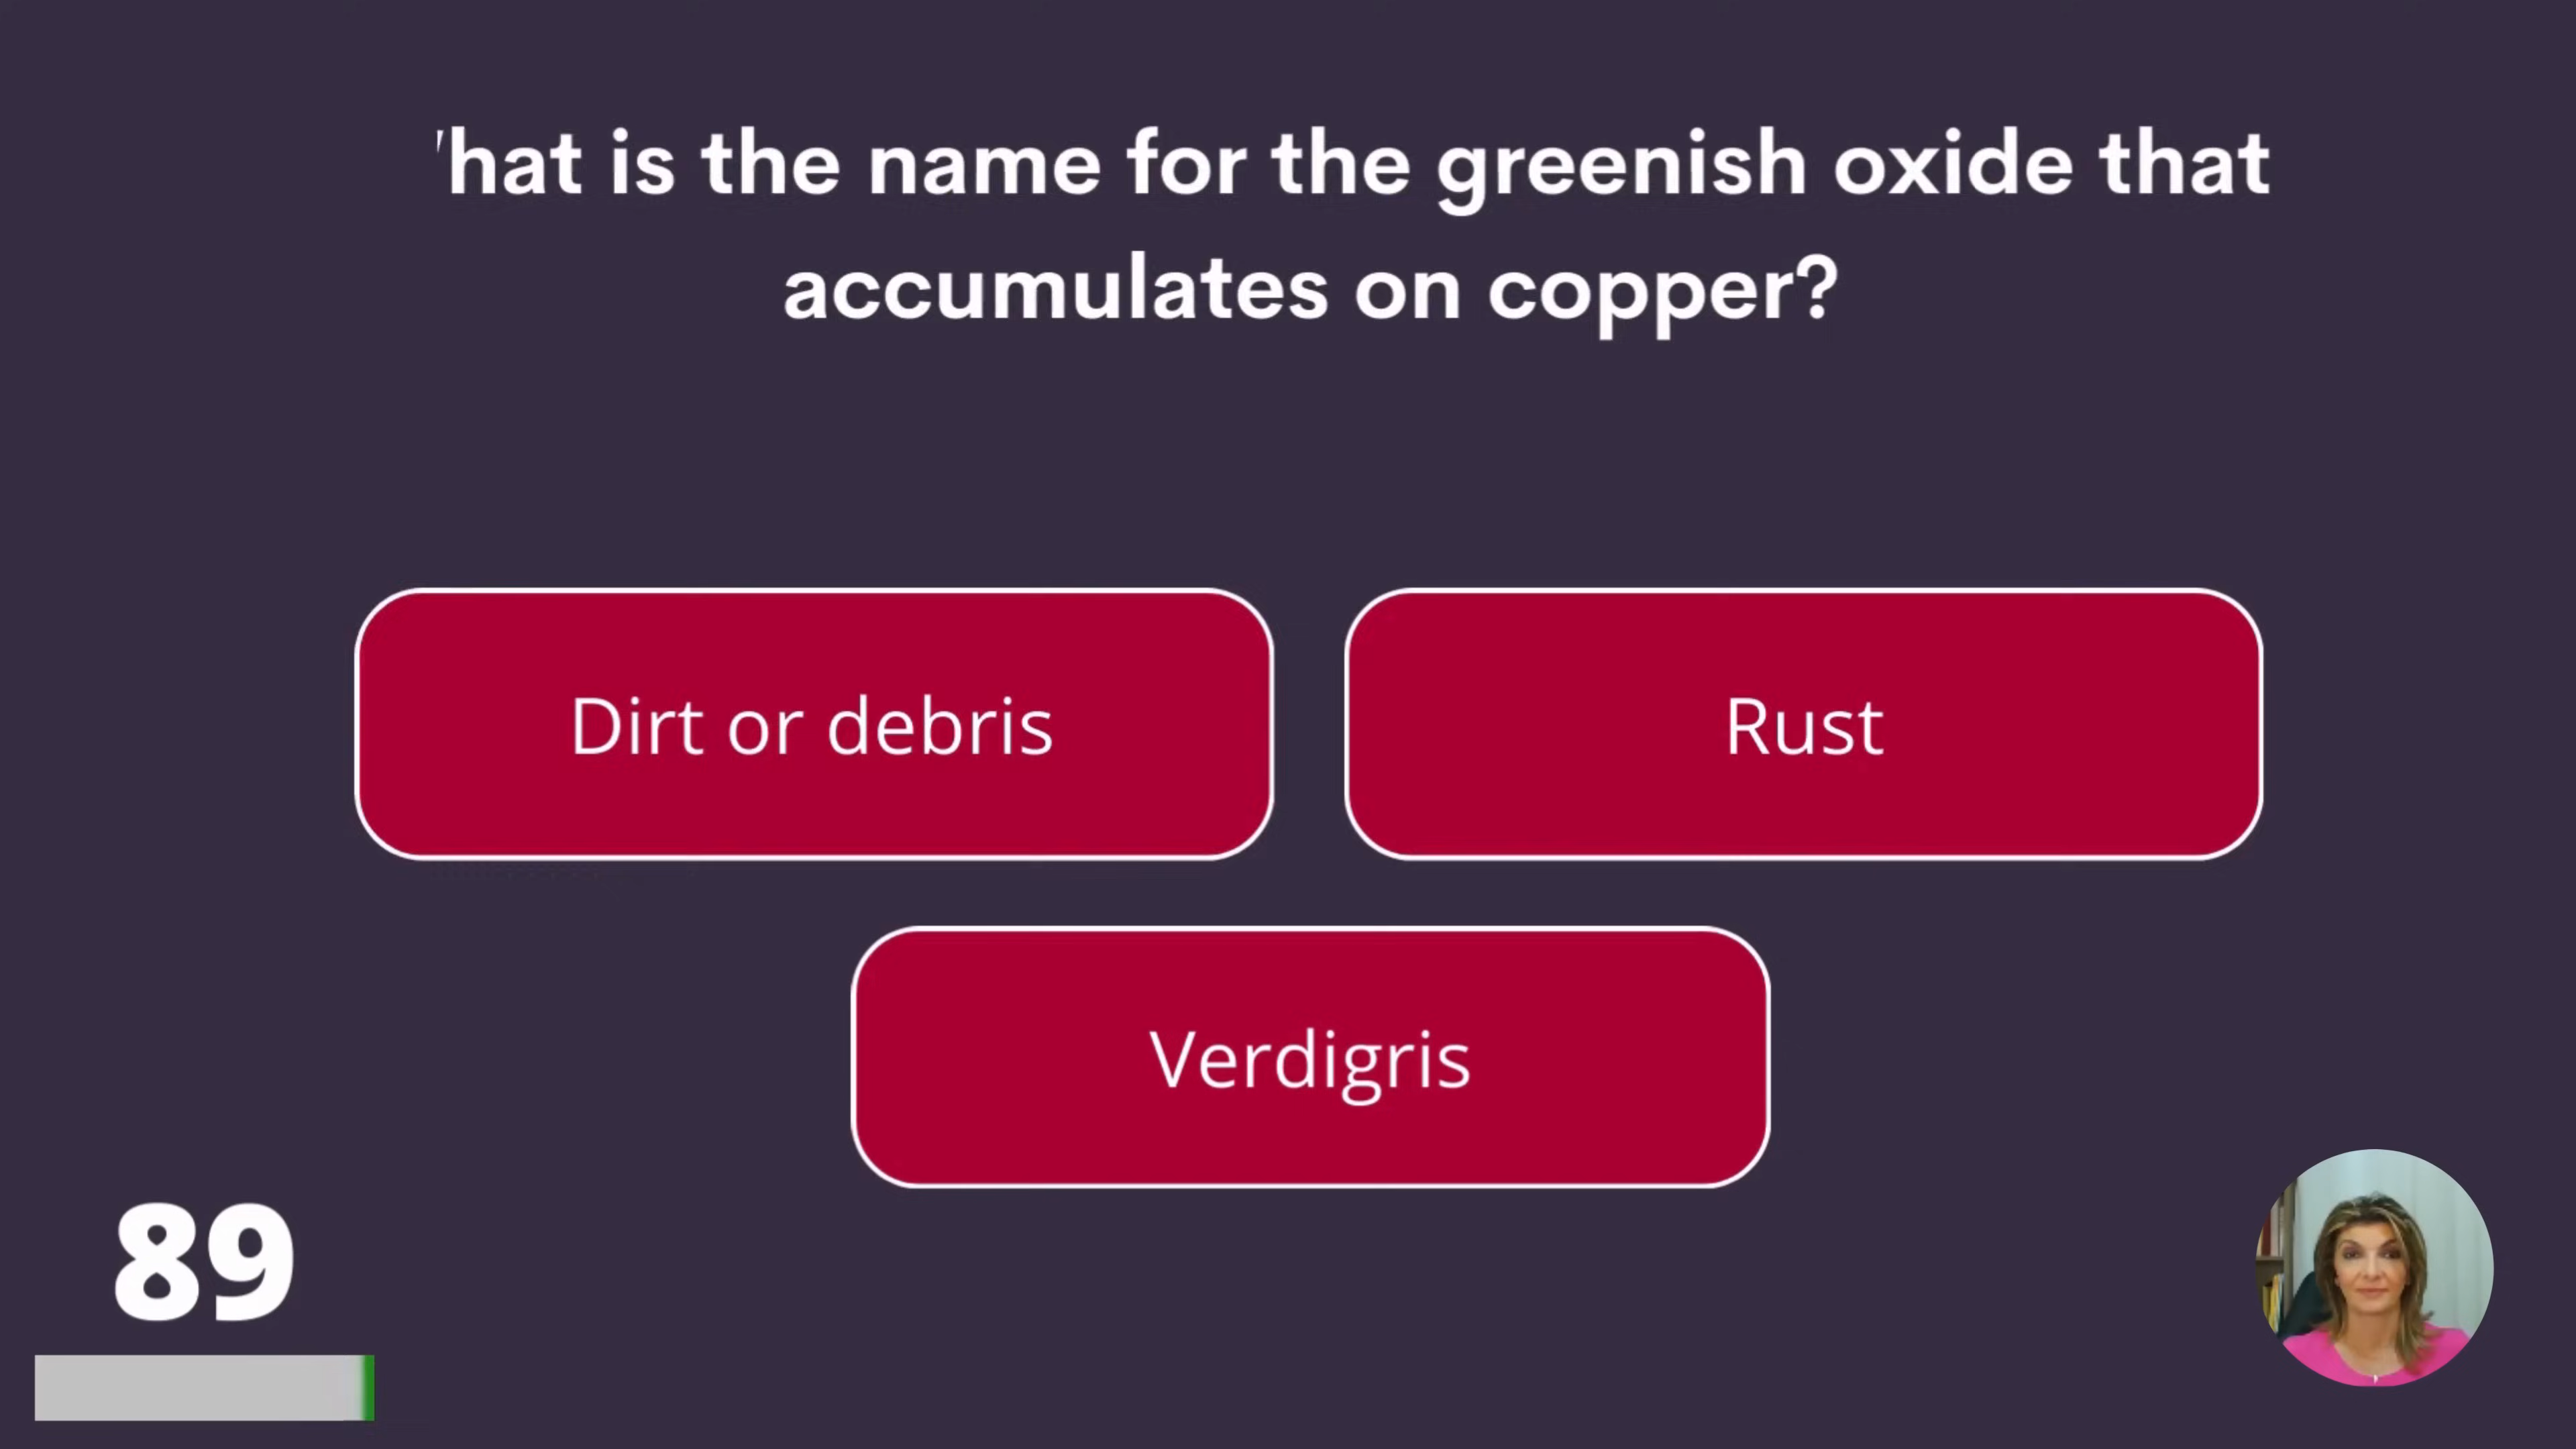 hat is the name for the greenish oxide that
accumulates on copper?
Dirt or debris
Rust
Verdigris
89